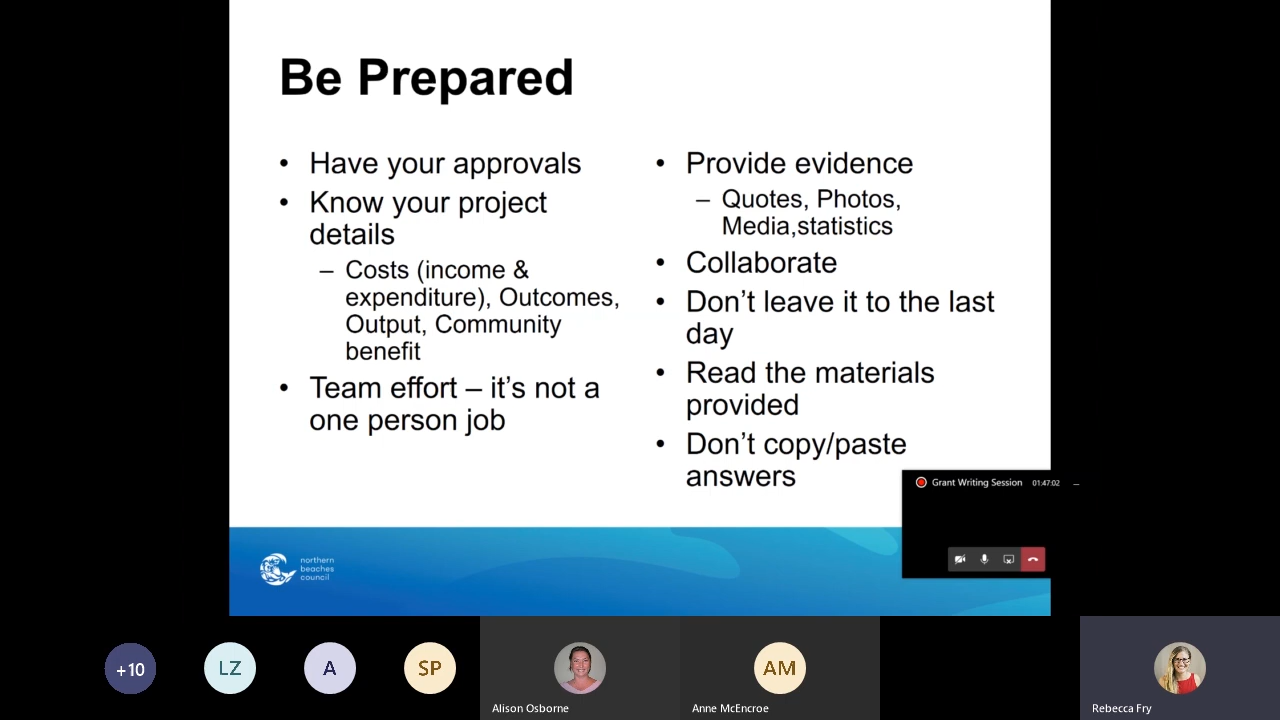 Be Prepared
• Have your approvals
• Know your project
details
– Costs (income &
expenditure), Outcomes,
Output, Community
benefit
• Team effort – it’s not a
one person job
• Provide evidence
– Quotes, Photos,
Media,statistics
• Collaborate
• Don’t leave it to the last
day
• Read the materials
provided
• Don’t copy/paste
answers
Grant Writing Session 01:47:02 ...
northern
beaches
council
+10
LZ
A
SP
AM
Alison Osborne
Anne McEncroe
Rebecca Fry